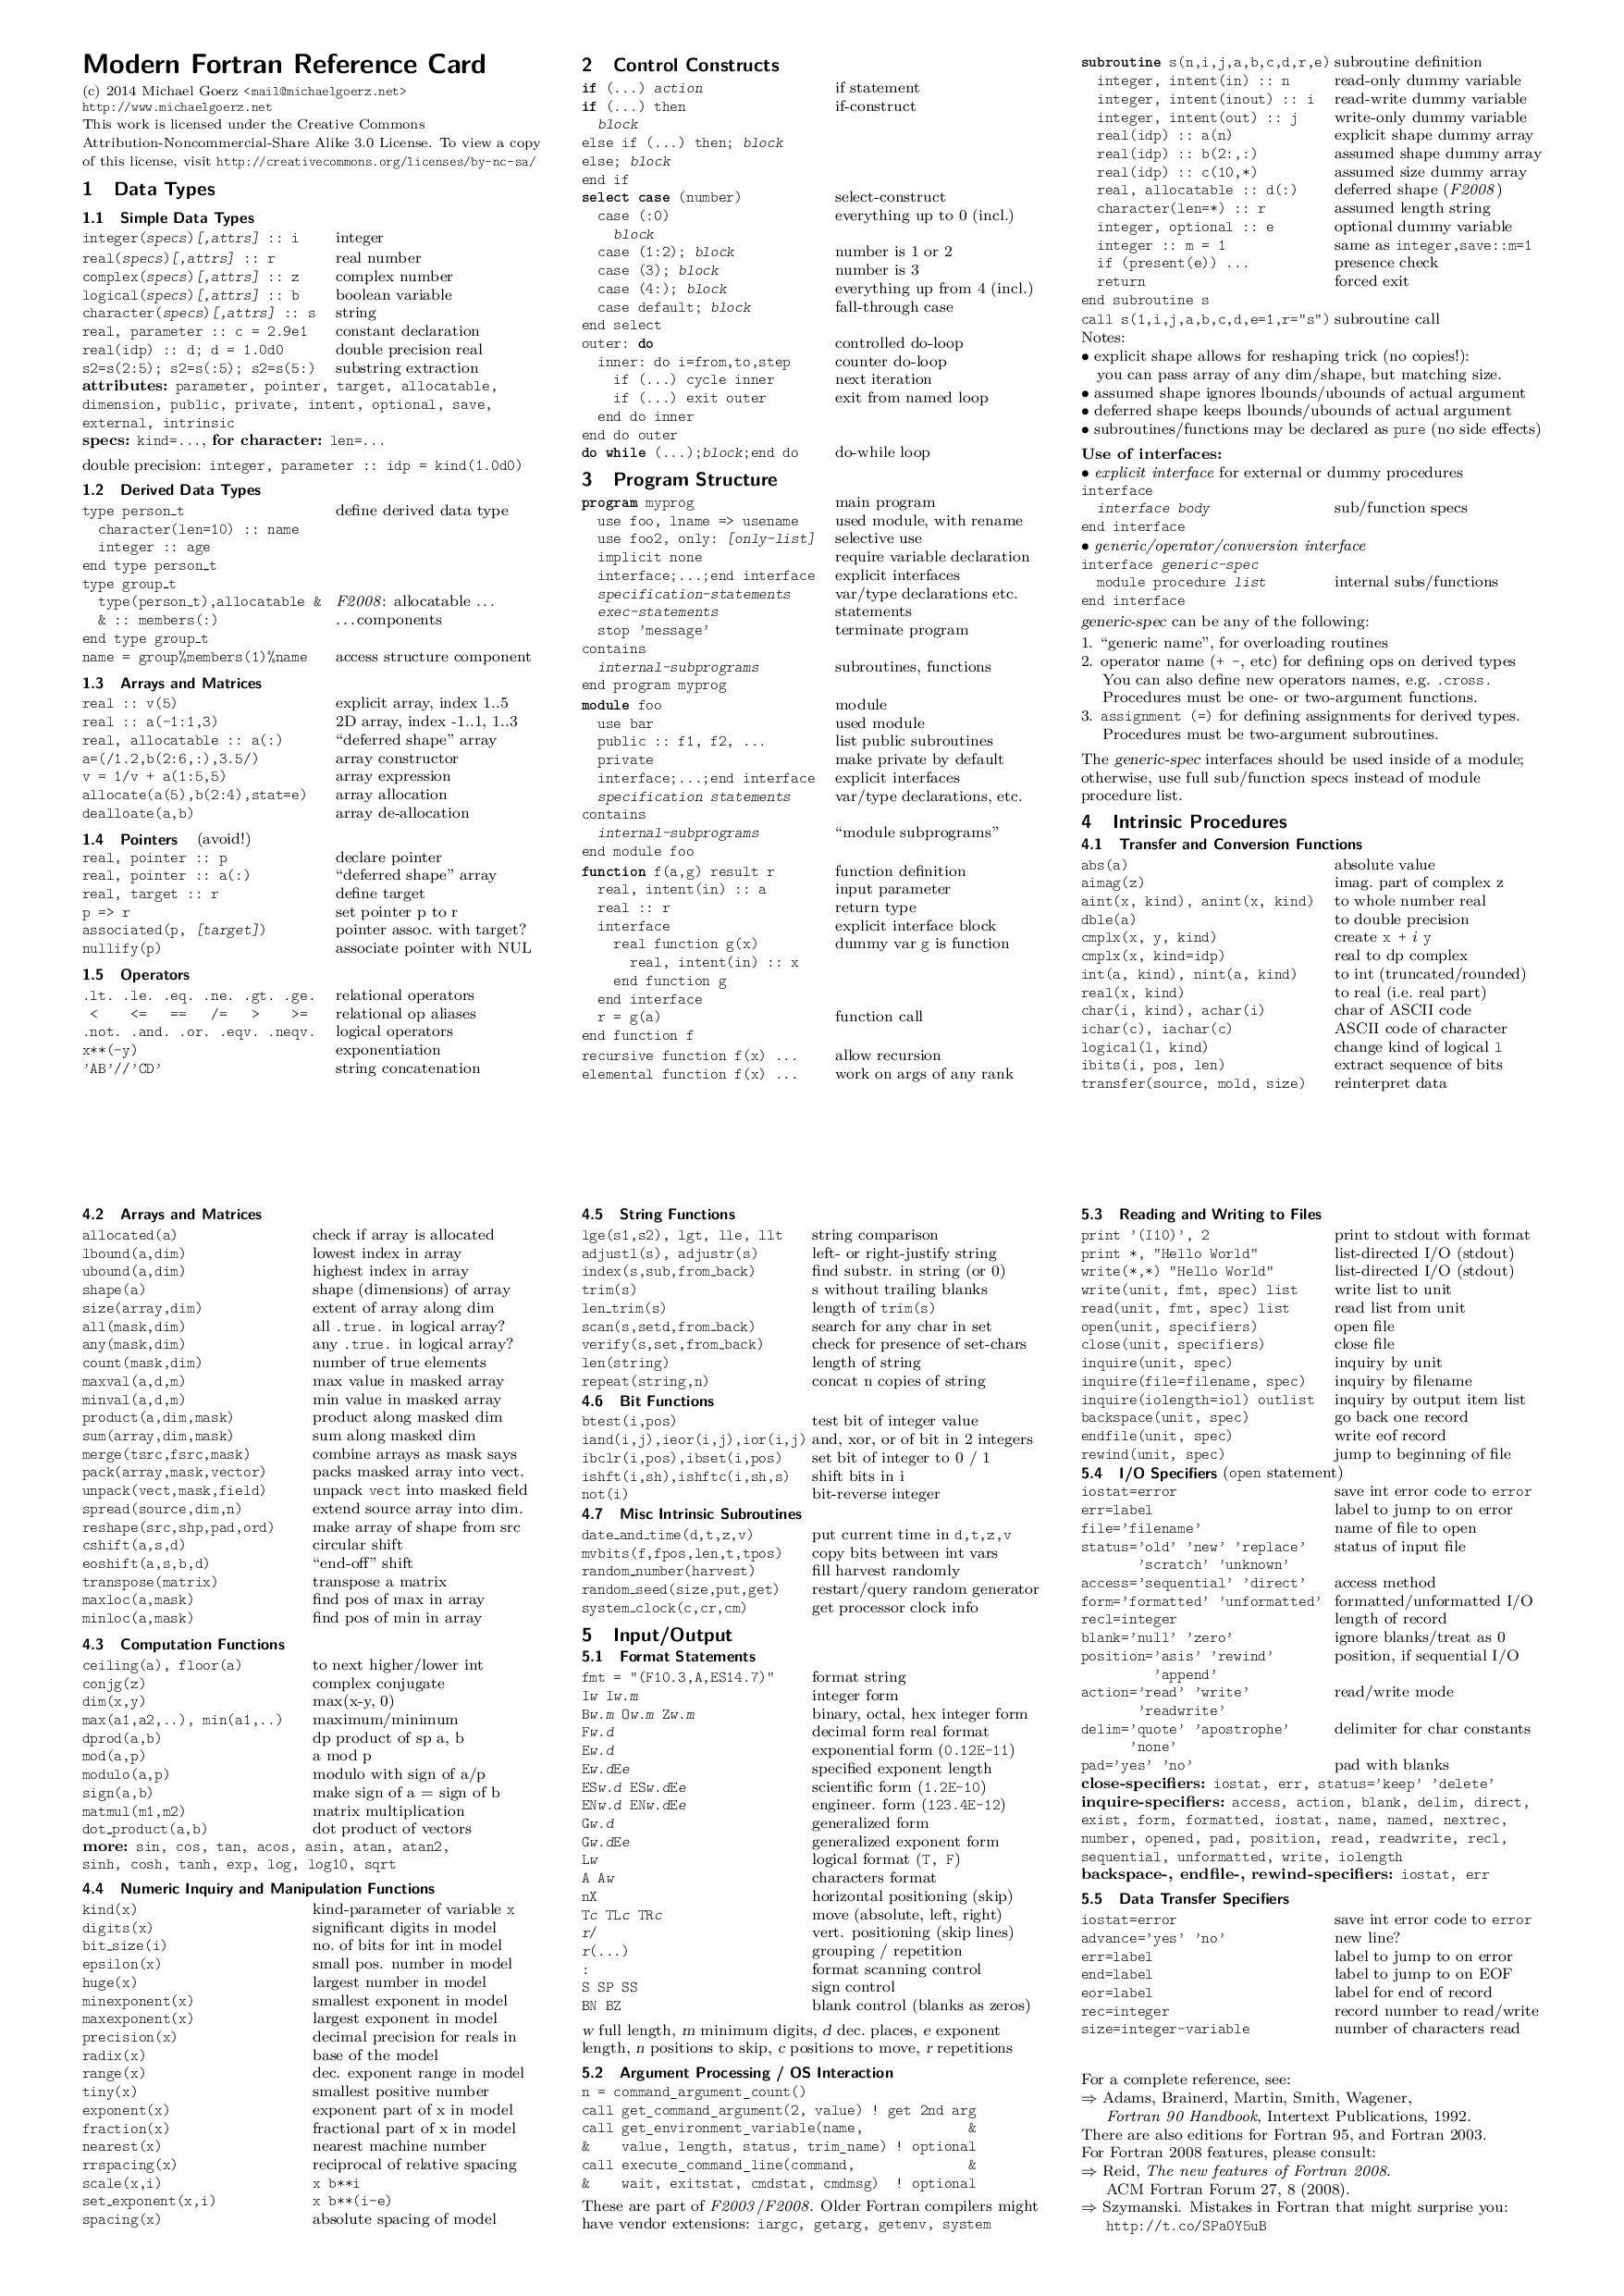 Modern Fortran Reference Card
(c) 2014 Michael Goerz <mail@michaelgoerz.net>
http://www.michaelgoerz.net
This work is licensed under the Creative Commons
Attribution-Noncommercial-Share Alike 3.0 License. To view a copy
of this license, visit http://creativecommons.org/licenses/by-nc-sa/
1 Data Types
1.1 Simple Data Types
integer(specs)[,attrs] :: i integer
real(specs)[,attrs] :: r real number
complex(specs)[,attrs] :: z complex number
logical(specs)[,attrs] :: b boolean variable
character(specs)[,attrs] :: s string
real, parameter :: c = 2.9e1 constant declaration
real(idp) :: d; d = 1.0d0 double precision real
s2=s(2:5); s2=s(:5); s2=s(5:) substring extraction
attributes: parameter, pointer, target, allocatable,
dimension, public, private, intent, optional, save,
external, intrinsic
specs: kind=..., for character: len=...
double precision: integer, parameter :: idp = kind(1.0d0)
1.2 Derived Data Types
type person_t define derived data type
character(len=10) :: name
integer :: age
end type person_t
type group_t
type(person_t),allocatable & F2008: allocatable ...
& :: members(:) ...components
end type group_t
name = group%members(1)%name access structure component
1.3 Arrays and Matrices
real :: v(5) explicit array, index 1..5
real :: a(-1:1,3) 2D array, index -1..1, 1..3
real, allocatable :: a(:) “deferred shape” array
a=(/1.2,b(2:6,:),3.5/) array constructor
v = 1/v + a(1:5,5) array expression
allocate(a(5),b(2:4),stat=e) array allocation
dealloate(a,b) array de-allocation
1.4 Pointers (avoid!)
real, pointer :: p declare pointer
real, pointer :: a(:) “deferred shape” array
real, target :: r define target
p => r set pointer p to r
associated(p, [target]) pointer assoc. with target?
nullify(p) associate pointer with NUL
1.5 Operators
.lt. .le. .eq. .ne. .gt. .ge. relational operators
< <= == /= > >= relational op aliases
.not. .and. .or. .eqv. .neqv. logical operators
x**(-y) exponentiation
’AB’//’CD’ string concatenation
2 Control Constructs
if (...) action if statement
if (...) then if-construct
block
else if (...) then; block
else; block
end if
select case (number) select-construct
case (:0) everything up to 0 (incl.)
block
case (1:2); block number is 1 or 2
case (3); block number is 3
case (4:); block everything up from 4 (incl.)
case default; block fall-through case
end select
outer: do controlled do-loop
inner: do i=from,to,step counter do-loop
if (...) cycle inner next iteration
if (...) exit outer exit from named loop
end do inner
end do outer
do while (...);block;end do do-while loop
3 Program Structure
program myprog main program
use foo, lname => usename used module, with rename
use foo2, only: [only-list] selective use
implicit none require variable declaration
interface;...;end interface explicit interfaces
specification-statements var/type declarations etc.
exec-statements statements
stop ’message’ terminate program
contains
internal-subprograms subroutines, functions
end program myprog
module foo module
use bar used module
public :: f1, f2, ... list public subroutines
private make private by default
interface;...;end interface explicit interfaces
specification statements var/type declarations, etc.
contains
internal-subprograms “module subprograms”
end module foo
function f(a,g) result r function definition
real, intent(in) :: a input parameter
real :: r return type
interface explicit interface block
real function g(x) dummy var g is function
real, intent(in) :: x
end function g
end interface
r = g(a) function call
end function f
recursive function f(x) ... allow recursion
elemental function f(x) ... work on args of any rank
subroutine s(n,i,j,a,b,c,d,r,e) subroutine definition
integer, intent(in) :: n read-only dummy variable
integer, intent(inout) :: i read-write dummy variable
integer, intent(out) :: j write-only dummy variable
real(idp) :: a(n) explicit shape dummy array
real(idp) :: b(2:,:) assumed shape dummy array
real(idp) :: c(10,*) assumed size dummy array
real, allocatable :: d(:) deferred shape (F2008)
character(len=*) :: r assumed length string
integer, optional :: e optional dummy variable
integer :: m = 1 same as integer,save::m=1
if (present(e)) ... presence check
return forced exit
end subroutine s
call s(1,i,j,a,b,c,d,e=1,r="s") subroutine call
Notes:
• explicit shape allows for reshaping trick (no copies!):
you can pass array of any dim/shape, but matching size.
• assumed shape ignores lbounds/ubounds of actual argument
• deferred shape keeps lbounds/ubounds of actual argument
• subroutines/functions may be declared as pure (no side effects)
Use of interfaces:
• explicit interface for external or dummy procedures
interface
interface body sub/function specs
end interface
• generic/operator/conversion interface
interface generic-spec
module procedure list internal subs/functions
end interface
generic-spec can be any of the following:
1. “generic name”, for overloading routines
2. operator name (+ -, etc) for defining ops on derived types
You can also define new operators names, e.g. .cross.
Procedures must be one- or two-argument functions.
3. assignment (=) for defining assignments for derived types.
Procedures must be two-argument subroutines.
The generic-spec interfaces should be used inside of a module;
otherwise, use full sub/function specs instead of module
procedure list.
4 Intrinsic Procedures
4.1 Transfer and Conversion Functions
abs(a) absolute value
aimag(z) imag. part of complex z
aint(x, kind), anint(x, kind) to whole number real
dble(a) to double precision
cmplx(x, y, kind) create x + i y
cmplx(x, kind=idp) real to dp complex
int(a, kind), nint(a, kind) to int (truncated/rounded)
real(x, kind) to real (i.e. real part)
char(i, kind), achar(i) char of ASCII code
ichar(c), iachar(c) ASCII code of character
logical(l, kind) change kind of logical l
ibits(i, pos, len) extract sequence of bits
transfer(source, mold, size) reinterpret data
4.2 Arrays and Matrices
allocated(a) check if array is allocated
lbound(a,dim) lowest index in array
ubound(a,dim) highest index in array
shape(a) shape (dimensions) of array
size(array,dim) extent of array along dim
all(mask,dim) all .true. in logical array?
any(mask,dim) any .true. in logical array?
count(mask,dim) number of true elements
maxval(a,d,m) max value in masked array
minval(a,d,m) min value in masked array
product(a,dim,mask) product along masked dim
sum(array,dim,mask) sum along masked dim
merge(tsrc,fsrc,mask) combine arrays as mask says
pack(array,mask,vector) packs masked array into vect.
unpack(vect,mask,field) unpack vect into masked field
spread(source,dim,n) extend source array into dim.
reshape(src,shp,pad,ord) make array of shape from src
cshift(a,s,d) circular shift
eoshift(a,s,b,d) “end-off” shift
transpose(matrix) transpose a matrix
maxloc(a,mask) find pos of max in array
minloc(a,mask) find pos of min in array
4.3 Computation Functions
ceiling(a), floor(a) to next higher/lower int
conjg(z) complex conjugate
dim(x,y) max(x-y, 0)
max(a1,a2,..), min(a1,..) maximum/minimum
dprod(a,b) dp product of sp a, b
mod(a,p) a mod p
modulo(a,p) modulo with sign of a/p
sign(a,b) make sign of a = sign of b
matmul(m1,m2) matrix multiplication
dot_product(a,b) dot product of vectors
more: sin, cos, tan, acos, asin, atan, atan2,
sinh, cosh, tanh, exp, log, log10, sqrt
4.4 Numeric Inquiry and Manipulation Functions
kind(x) kind-parameter of variable x
digits(x) significant digits in model
bit_size(i) no. of bits for int in model
epsilon(x) small pos. number in model
huge(x) largest number in model
minexponent(x) smallest exponent in model
maxexponent(x) largest exponent in model
precision(x) decimal precision for reals in
radix(x) base of the model
range(x) dec. exponent range in model
tiny(x) smallest positive number
exponent(x) exponent part of x in model
fraction(x) fractional part of x in model
nearest(x) nearest machine number
rrspacing(x) reciprocal of relative spacing
scale(x,i) x b**i
set_exponent(x,i) x b**(i-e)
spacing(x) absolute spacing of model
4.5 String Functions
lge(s1,s2), lgt, lle, llt string comparison
adjustl(s), adjustr(s) left- or right-justify string
index(s,sub,from_back) find substr. in string (or 0)
trim(s) s without trailing blanks
len_trim(s) length of trim(s)
scan(s,setd,from_back) search for any char in set
verify(s,set,from_back) check for presence of set-chars
len(string) length of string
repeat(string,n) concat n copies of string
4.6 Bit Functions
btest(i,pos) test bit of integer value
iand(i,j),ieor(i,j),ior(i,j) and, xor, or of bit in 2 integers
ibclr(i,pos),ibset(i,pos) set bit of integer to 0 / 1
ishft(i,sh),ishftc(i,sh,s) shift bits in i
not(i) bit-reverse integer
4.7 Misc Intrinsic Subroutines
date_and_time(d,t,z,v) put current time in d,t,z,v
mvbits(f,fpos,len,t,tpos) copy bits between int vars
random_number(harvest) fill harvest randomly
random_seed(size,put,get) restart/query random generator
system_clock(c,cr,cm) get processor clock info
5 Input/Output
5.1 Format Statements
fmt = "(F10.3,A,ES14.7)" format string
Iw Iw.m integer form
Bw.m Ow.m Zw.m binary, octal, hex integer form
Fw.d decimal form real format
Ew.d exponential form (0.12E-11)
Ew.dEe specified exponent length
ESw.d ESw.dEe scientific form (1.2E-10)
ENw.d ENw.dEe engineer. form (123.4E-12)
Gw.d generalized form
Gw.dEe generalized exponent form
Lw logical format (T, F)
A Aw characters format
nX horizontal positioning (skip)
Tc TLc TRc move (absolute, left, right)
r/ vert. positioning (skip lines)
r(...) grouping / repetition
: format scanning control
S SP SS sign control
BN BZ blank control (blanks as zeros)
w full length, m minimum digits, d dec. places, e exponent
length, n positions to skip, c positions to move, r repetitions
5.2 Argument Processing / OS Interaction
n = command_argument_count()
call get_command_argument(2, value) ! get 2nd arg
call get_environment_variable(name, &
& value, length, status, trim_name) ! optional
call execute_command_line(command, &
& wait, exitstat, cmdstat, cmdmsg) ! optional
These are part of F2003/F2008. Older Fortran compilers might
have vendor extensions: iargc, getarg, getenv, system
5.3 Reading and Writing to Files
print ’(I10)’, 2 print to stdout with format
print *, "Hello World" list-directed I/O (stdout)
write(*,*) "Hello World" list-directed I/O (stdout)
write(unit, fmt, spec) list write list to unit
read(unit, fmt, spec) list read list from unit
open(unit, specifiers) open file
close(unit, specifiers) close file
inquire(unit, spec) inquiry by unit
inquire(file=filename, spec) inquiry by filename
inquire(iolength=iol) outlist inquiry by output item list
backspace(unit, spec) go back one record
endfile(unit, spec) write eof record
rewind(unit, spec) jump to beginning of file
5.4 I/O Specifiers (open statement)
iostat=error save int error code to error
err=label label to jump to on error
file=’filename’ name of file to open
status=’old’ ’new’ ’replace’ status of input file
’scratch’ ’unknown’
access=’sequential’ ’direct’ access method
form=’formatted’ ’unformatted’ formatted/unformatted I/O
recl=integer length of record
blank=’null’ ’zero’ ignore blanks/treat as 0
position=’asis’ ’rewind’ position, if sequential I/O
’append’
action=’read’ ’write’ read/write mode
’readwrite’
delim=’quote’ ’apostrophe’ delimiter for char constants
’none’
pad=’yes’ ’no’ pad with blanks
close-specifiers: iostat, err, status=’keep’ ’delete’
inquire-specifiers: access, action, blank, delim, direct,
exist, form, formatted, iostat, name, named, nextrec,
number, opened, pad, position, read, readwrite, recl,
sequential, unformatted, write, iolength
backspace-, endfile-, rewind-specifiers: iostat, err
5.5 Data Transfer Specifiers
iostat=error save int error code to error
advance=’yes’ ’no’ new line?
err=label label to jump to on error
end=label label to jump to on EOF
eor=label label for end of record
rec=integer record number to read/write
size=integer-variable number of characters read
For a complete reference, see:
⇒ Adams, Brainerd, Martin, Smith, Wagener,
Fortran 90 Handbook, Intertext Publications, 1992.
There are also editions for Fortran 95, and Fortran 2003.
For Fortran 2008 features, please consult:
⇒ Reid, The new features of Fortran 2008.
ACM Fortran Forum 27, 8 (2008).
⇒ Szymanski. Mistakes in Fortran that might surprise you:
http://t.co/SPa0Y5uB